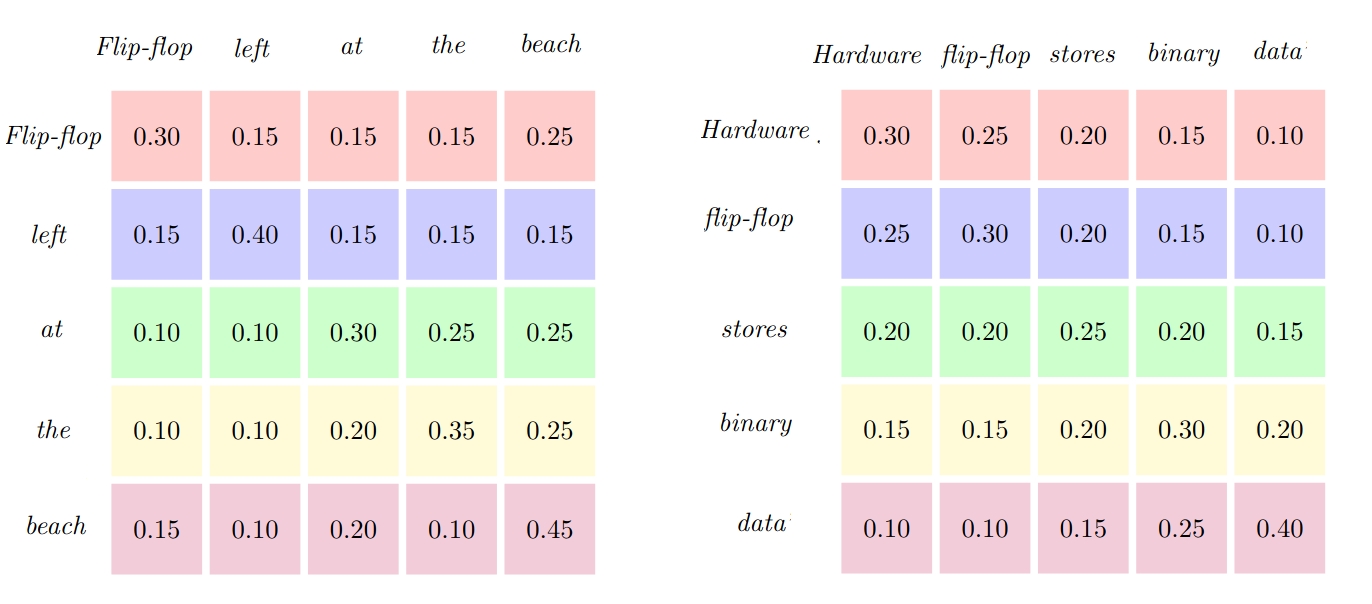 Flip-flop left at the beach
Flip-flop 0.30 0.15 0.15 0.15 0.25
left 0.15 0.40 0.15 0.15 0.15
at 0.10 0.10 0.30 0.25 0.25
the 0.10 0.10 0.20 0.35 0.25
beach 0.15 0.10 0.20 0.10 0.45
Hardware flip-flop stores binary data
Hardware 0.30 0.25 0.20 0.15 0.10
flip-flop 0.25 0.30 0.20 0.15 0.10
stores 0.20 0.20 0.25 0.20 0.15
binary 0.15 0.15 0.20 0.30 0.20
data 0.10 0.10 0.15 0.25 0.40